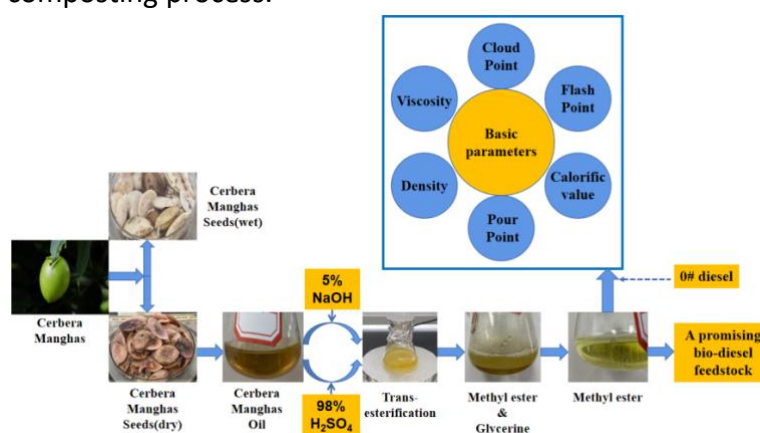 composting process.
Cloud
Point
Viscosity
Flash
Point
Basic
parameters
Density
Calorific
value
Pour
Point
Cerbera
Manghas
Seeds(wet)
Cerbera
Manghas
5%
NaOH
0# diesel
Cerbera
Manghas
Seeds(dry)
Cerbera
Manghas
Oil
98%
H₂SO₄
Trans-
esterification
Methyl ester
&
Glycerine
Methyl ester
A promising
bio-diesel
feedstock